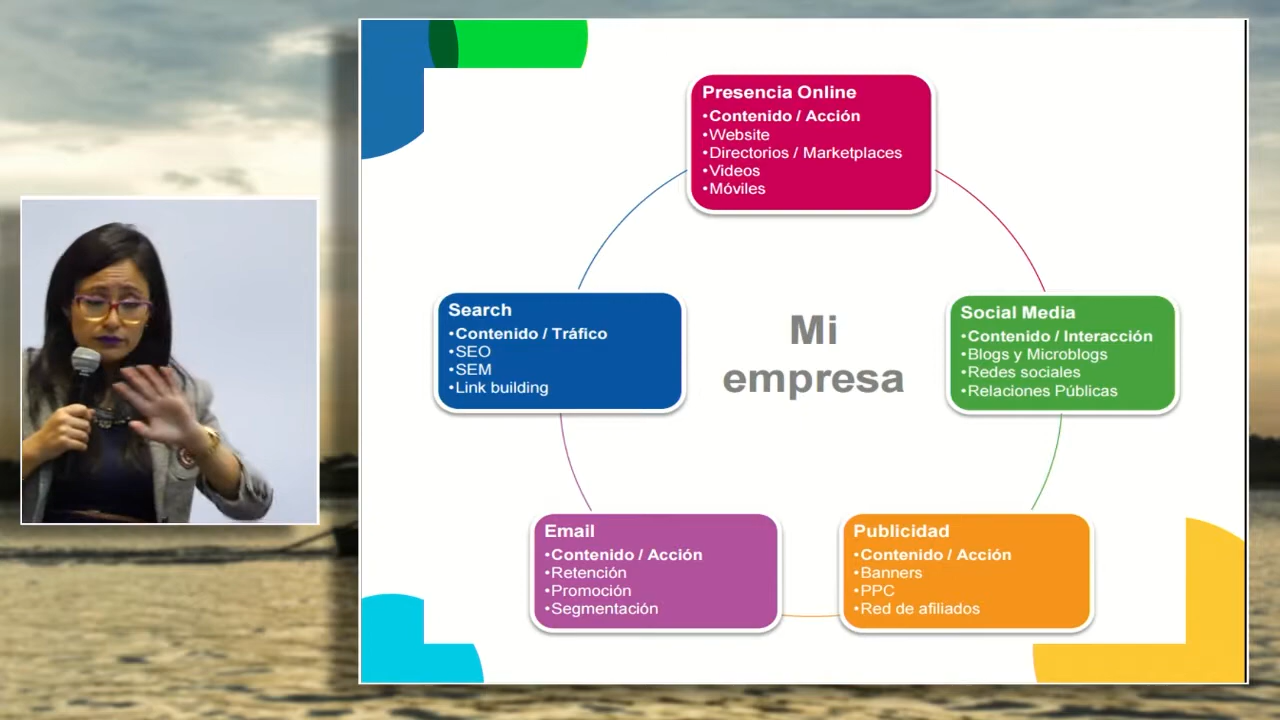 Presencia Online
•Contenido / Acción
•Website
•Directorios / Marketplaces
•Videos
•Móviles
Search
•Contenido / Tráfico
•SEO
•SEM
•Link building
Mi
empresa
Social Media
•Contenido / Interacción
•Blogs y Microblogs
•Redes sociales
•Relaciones Públicas
Email
•Contenido / Acción
•Retención
•Promoción
•Segmentación
Publicidad
•Contenido / Acción
•Banners
•PPC
•Red de afiliados